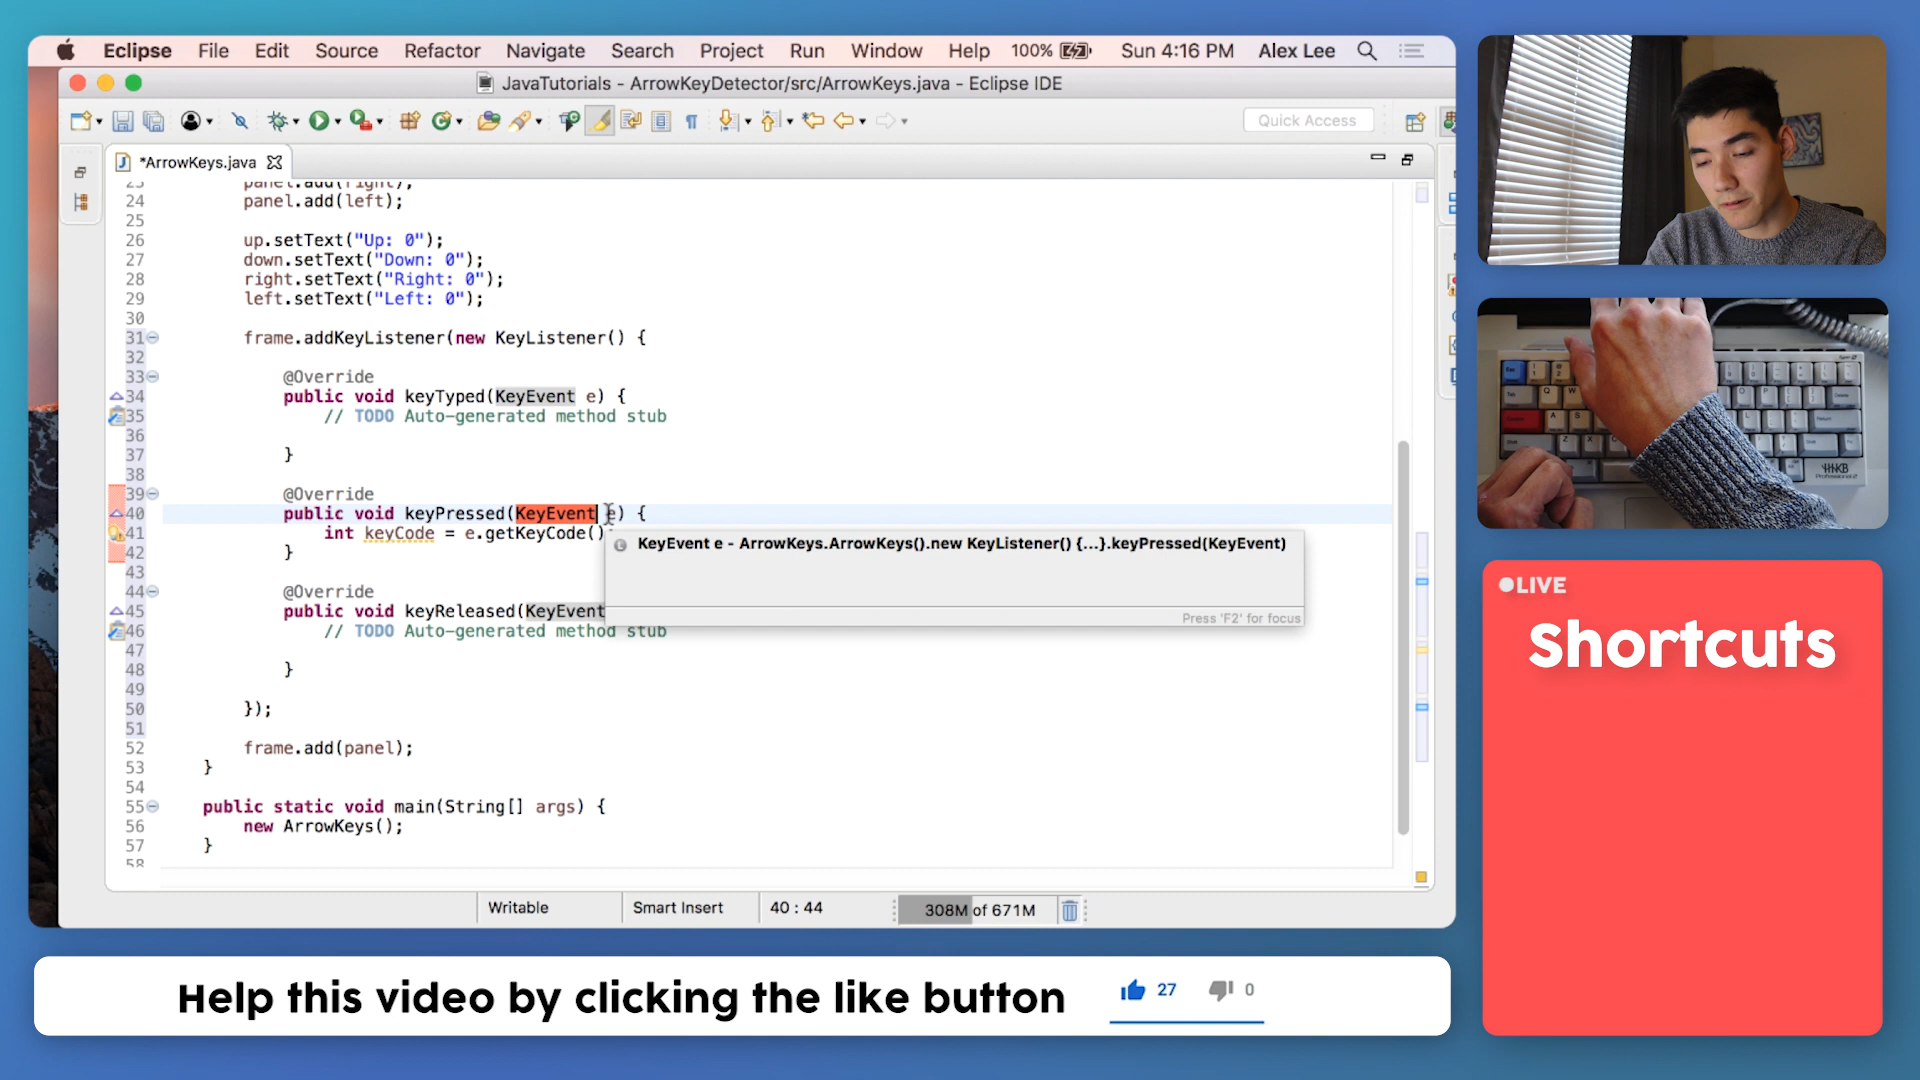 Eclipse File Edit Source Refactor Navigate Search Project Run Window Help 100% Sun 4:16 PM Alex Lee
JavaTutorials - ArrowKeyDetector/src/ArrowKeys.java - Eclipse IDE
Quick Access
*ArrowKeys.java
23 panel.add(right);
24 panel.add(left);
25
26 up.setText("Up: 0");
27 down.setText("Down: 0");
28 right.setText("Right: 0");
29 left.setText("Left: 0");
30
31 frame.addKeyListener(new KeyListener() {
32
33 @Override
34 public void keyTyped(KeyEvent e) {
35 // TODO Auto-generated method stub
36
37 }
38
39 @Override
40 public void keyPressed(KeyEvent e) {
41 int keyCode = e.getKeyCode()
42 }
KeyEvent e - ArrowKeys.ArrowKeys().new KeyListener() {...}.keyPressed(KeyEvent)
Press 'F2' for focus
43
44 @Override
45 public void keyReleased(KeyEvent
46 // TODO Auto-generated method stub
47
48 }
49
50 });
51
52 frame.add(panel);
53 }
54
55 public static void main(String[] args) {
56 new ArrowKeys();
57 }
58
Writable Smart Insert 40 : 44 308M of 671M
Help this video by clicking the like button 27 0
LIVE
Shortcuts
HHKB
Professional